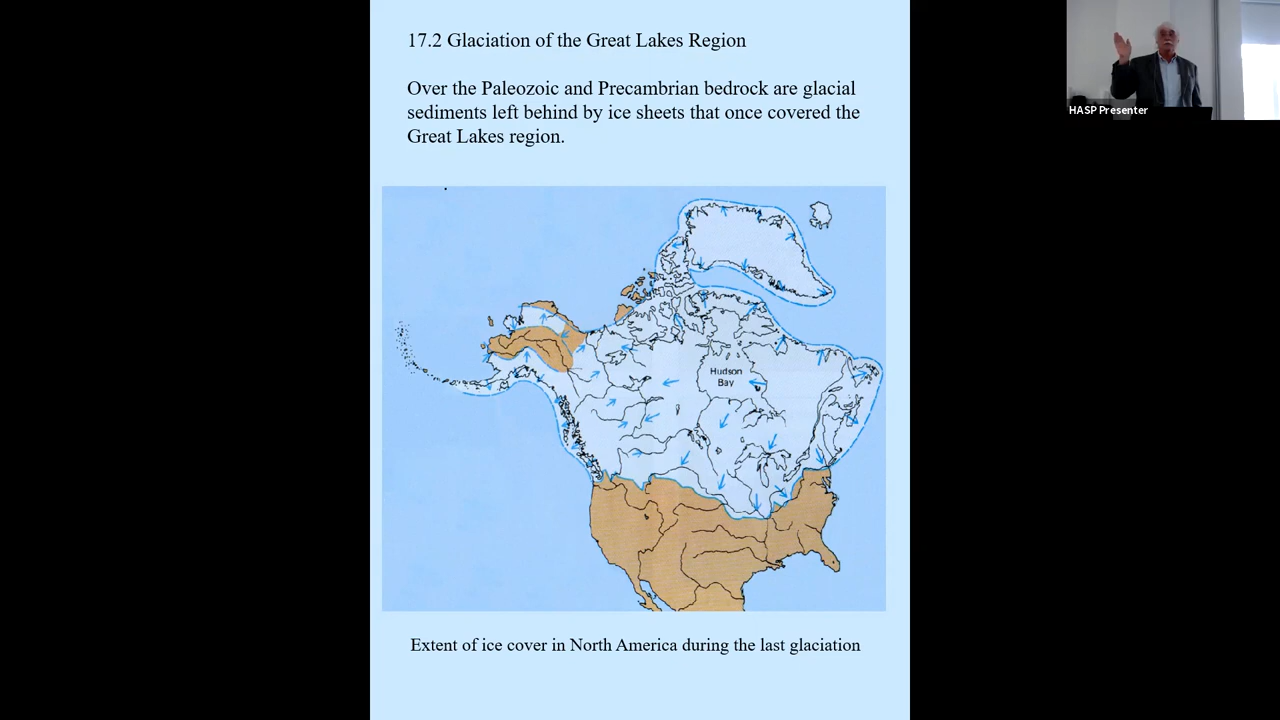 17.2 Glaciation of the Great Lakes Region
Over the Paleozoic and Precambrian bedrock are glacial
sediments left behind by ice sheets that once covered the
Great Lakes region.
Hudson
Bay
Extent of ice cover in North America during the last glaciation
HASP Presenter